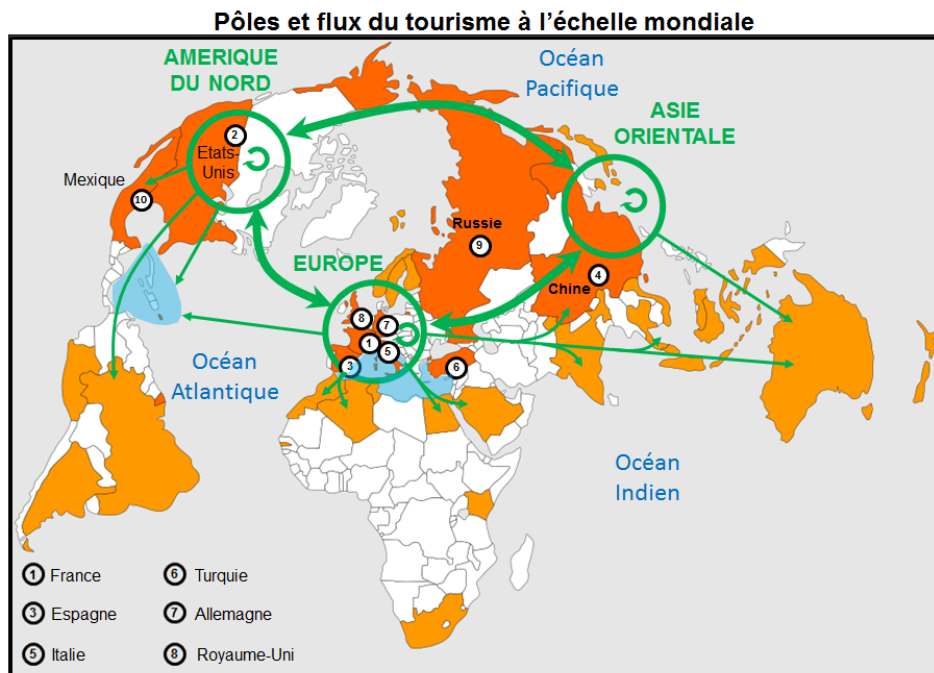 Pôles et flux du tourisme à l'échelle mondiale
AMERIQUE
DU NORD
Océan
Pacifique
ASIE
ORIENTALE
2
Etats-
Unis
Mexique
10
Russie
9
EUROPE
4
Chine
8
7
1
5
3
6
Océan
Atlantique
Océan
Indien
1 France
6 Turquie
3 Espagne
7 Allemagne
5 Italie
8 Royaume-Uni